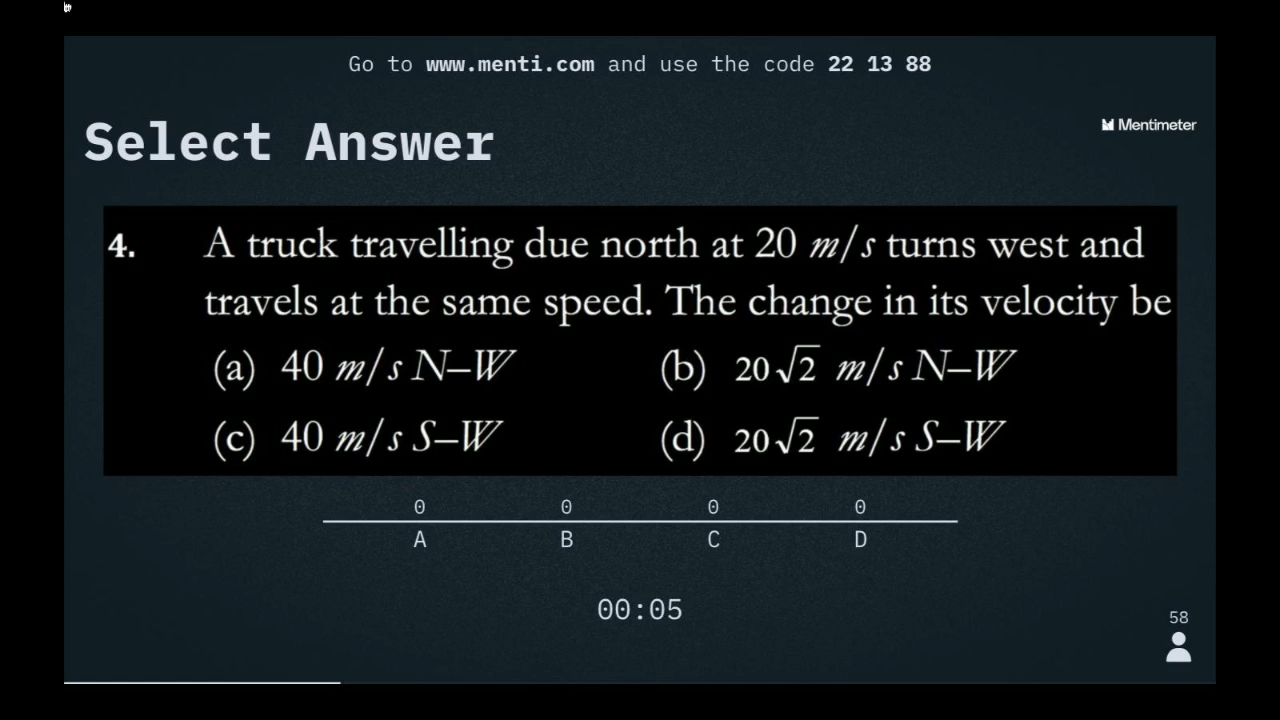 Go to www.menti.com and use the code 22 13 88
Select Answer
Mentimeter
4. A truck travelling due north at 20 m/s turns west and
travels at the same speed. The change in its velocity be
(a) 40 m/s N–W (b) 20√2 m/s N–W
(c) 40 m/s S–W (d) 20√2 m/s S–W
0 0 0 0
A B C D
00:05
58